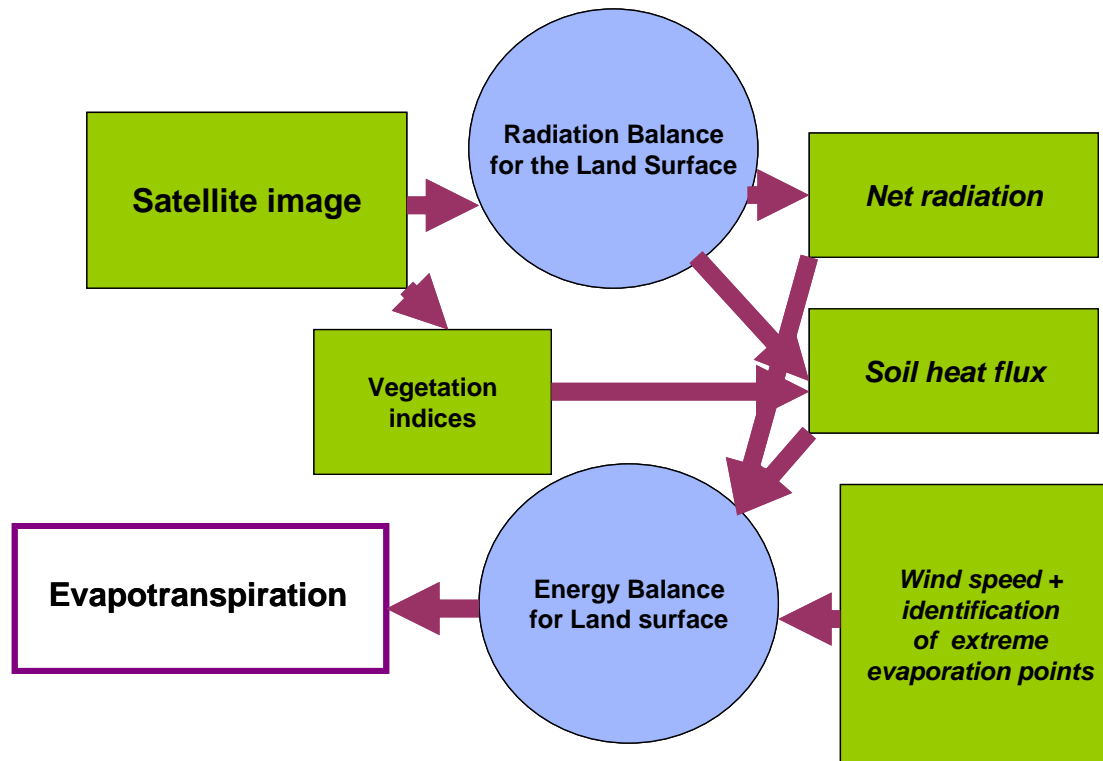 Radiation Balance
for the Land Surface
Satellite image
Net radiation
Vegetation
indices
Soil heat flux
Evapotranspiration
Energy Balance
for Land surface
Wind speed +
identification
of extreme
evaporation points